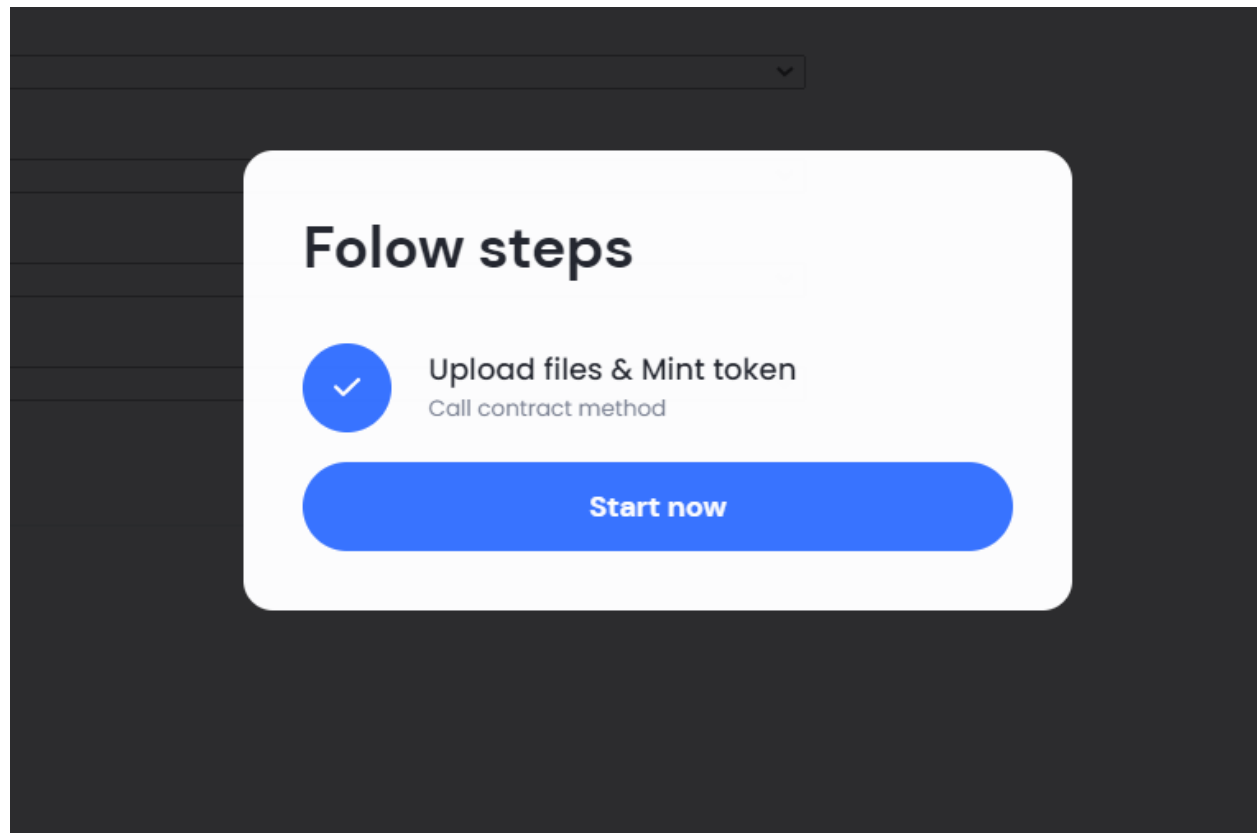 Folow steps
Upload files & Mint token
Call contract method
Start now